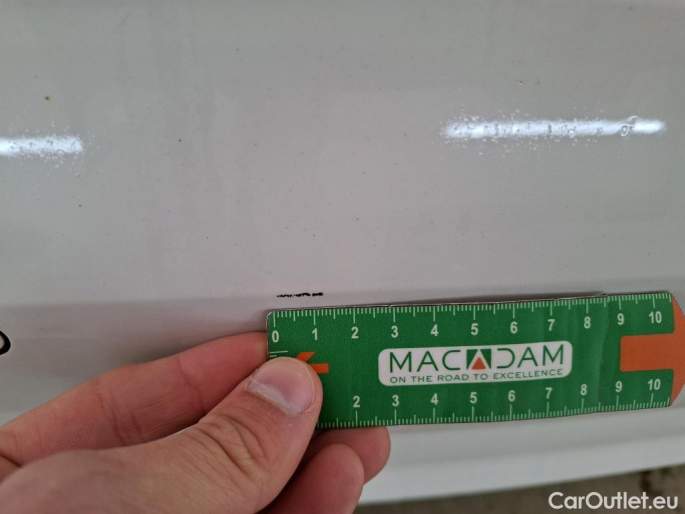 0 1 2 3 4 5 6 7 8 9 10
MACADAM
ON THE ROAD TO EXCELLENCE
2 3 4 5 6 7 8 9 10
CarOutlet.eu